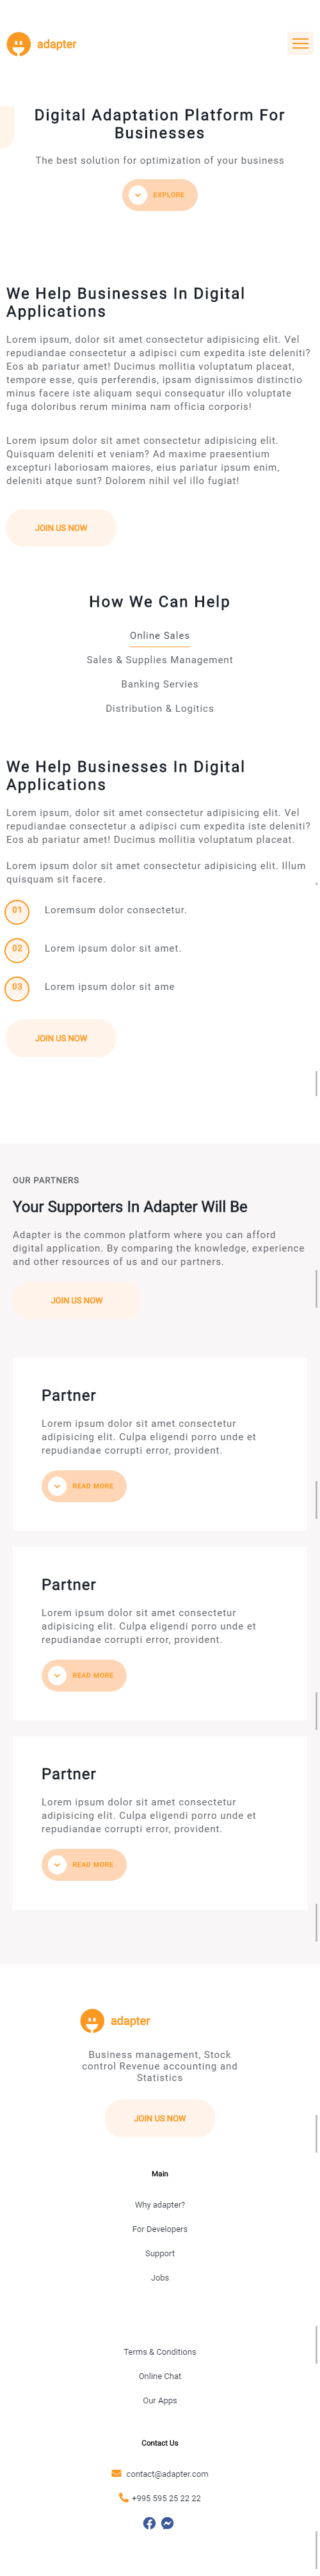 adapter
Digital Adaptation Platform For
Businesses
The best solution for optimization of your business
EXPLORE
We Help Businesses In Digital
Applications
Lorem ipsum, dolor sit amet consectetur adipisicing elit. Vel
repudiandae consectetur a adipisci cum expedita iste deleniti?
Eos ab pariatur amet! Ducimus mollitia voluptatum placeat,
tempore esse, quis perferendis, ipsam dignissimos distinctio
minus facere iste aliquam sequi consequatur illo voluptate
fuga doloribus rerum minima nam officia corporis!
Lorem ipsum dolor sit amet consectetur adipisicing elit.
Quisquam deleniti et veniam? Ad maxime praesentium
excepturi laboriosam maiores, eius pariatur ipsum enim,
deleniti atque sunt? Dolorem nihil vel illo fugiat!
JOIN US NOW
How We Can Help
Online Sales
Sales & Supplies Management
Banking Servies
Distribution & Logitics
We Help Businesses In Digital
Applications
Lorem ipsum, dolor sit amet consectetur adipisicing elit. Vel
repudiandae consectetur a adipisci cum expedita iste deleniti?
Eos ab pariatur amet! Ducimus mollitia voluptatum placeat.
Lorem ipsum dolor sit amet consectetur adipisicing elit. Illum
quisquam sit facere.
01 Loremsum dolor consectetur.
02 Lorem ipsum dolor sit amet.
03 Lorem ipsum dolor sit ame
JOIN US NOW
OUR PARTNERS
Your Supporters In Adapter Will Be
Adapter is the common platform where you can afford
digital application. By comparing the knowledge, experience
and other resources of us and our partners.
JOIN US NOW
Partner
Lorem ipsum dolor sit amet consectetur
adipisicing elit. Culpa eligendi porro unde et
repudiandae corrupti error, provident.
READ MORE
Partner
Lorem ipsum dolor sit amet consectetur
adipisicing elit. Culpa eligendi porro unde et
repudiandae corrupti error, provident.
READ MORE
Partner
Lorem ipsum dolor sit amet consectetur
adipisicing elit. Culpa eligendi porro unde et
repudiandae corrupti error, provident.
READ MORE
adapter
Business management, Stock
control Revenue accounting and
Statistics
JOIN US NOW
Main
Why adapter?
For Developers
Support
Jobs
Terms & Conditions
Online Chat
Our Apps
Contact Us
contact@adapter.com
+995 595 25 22 22